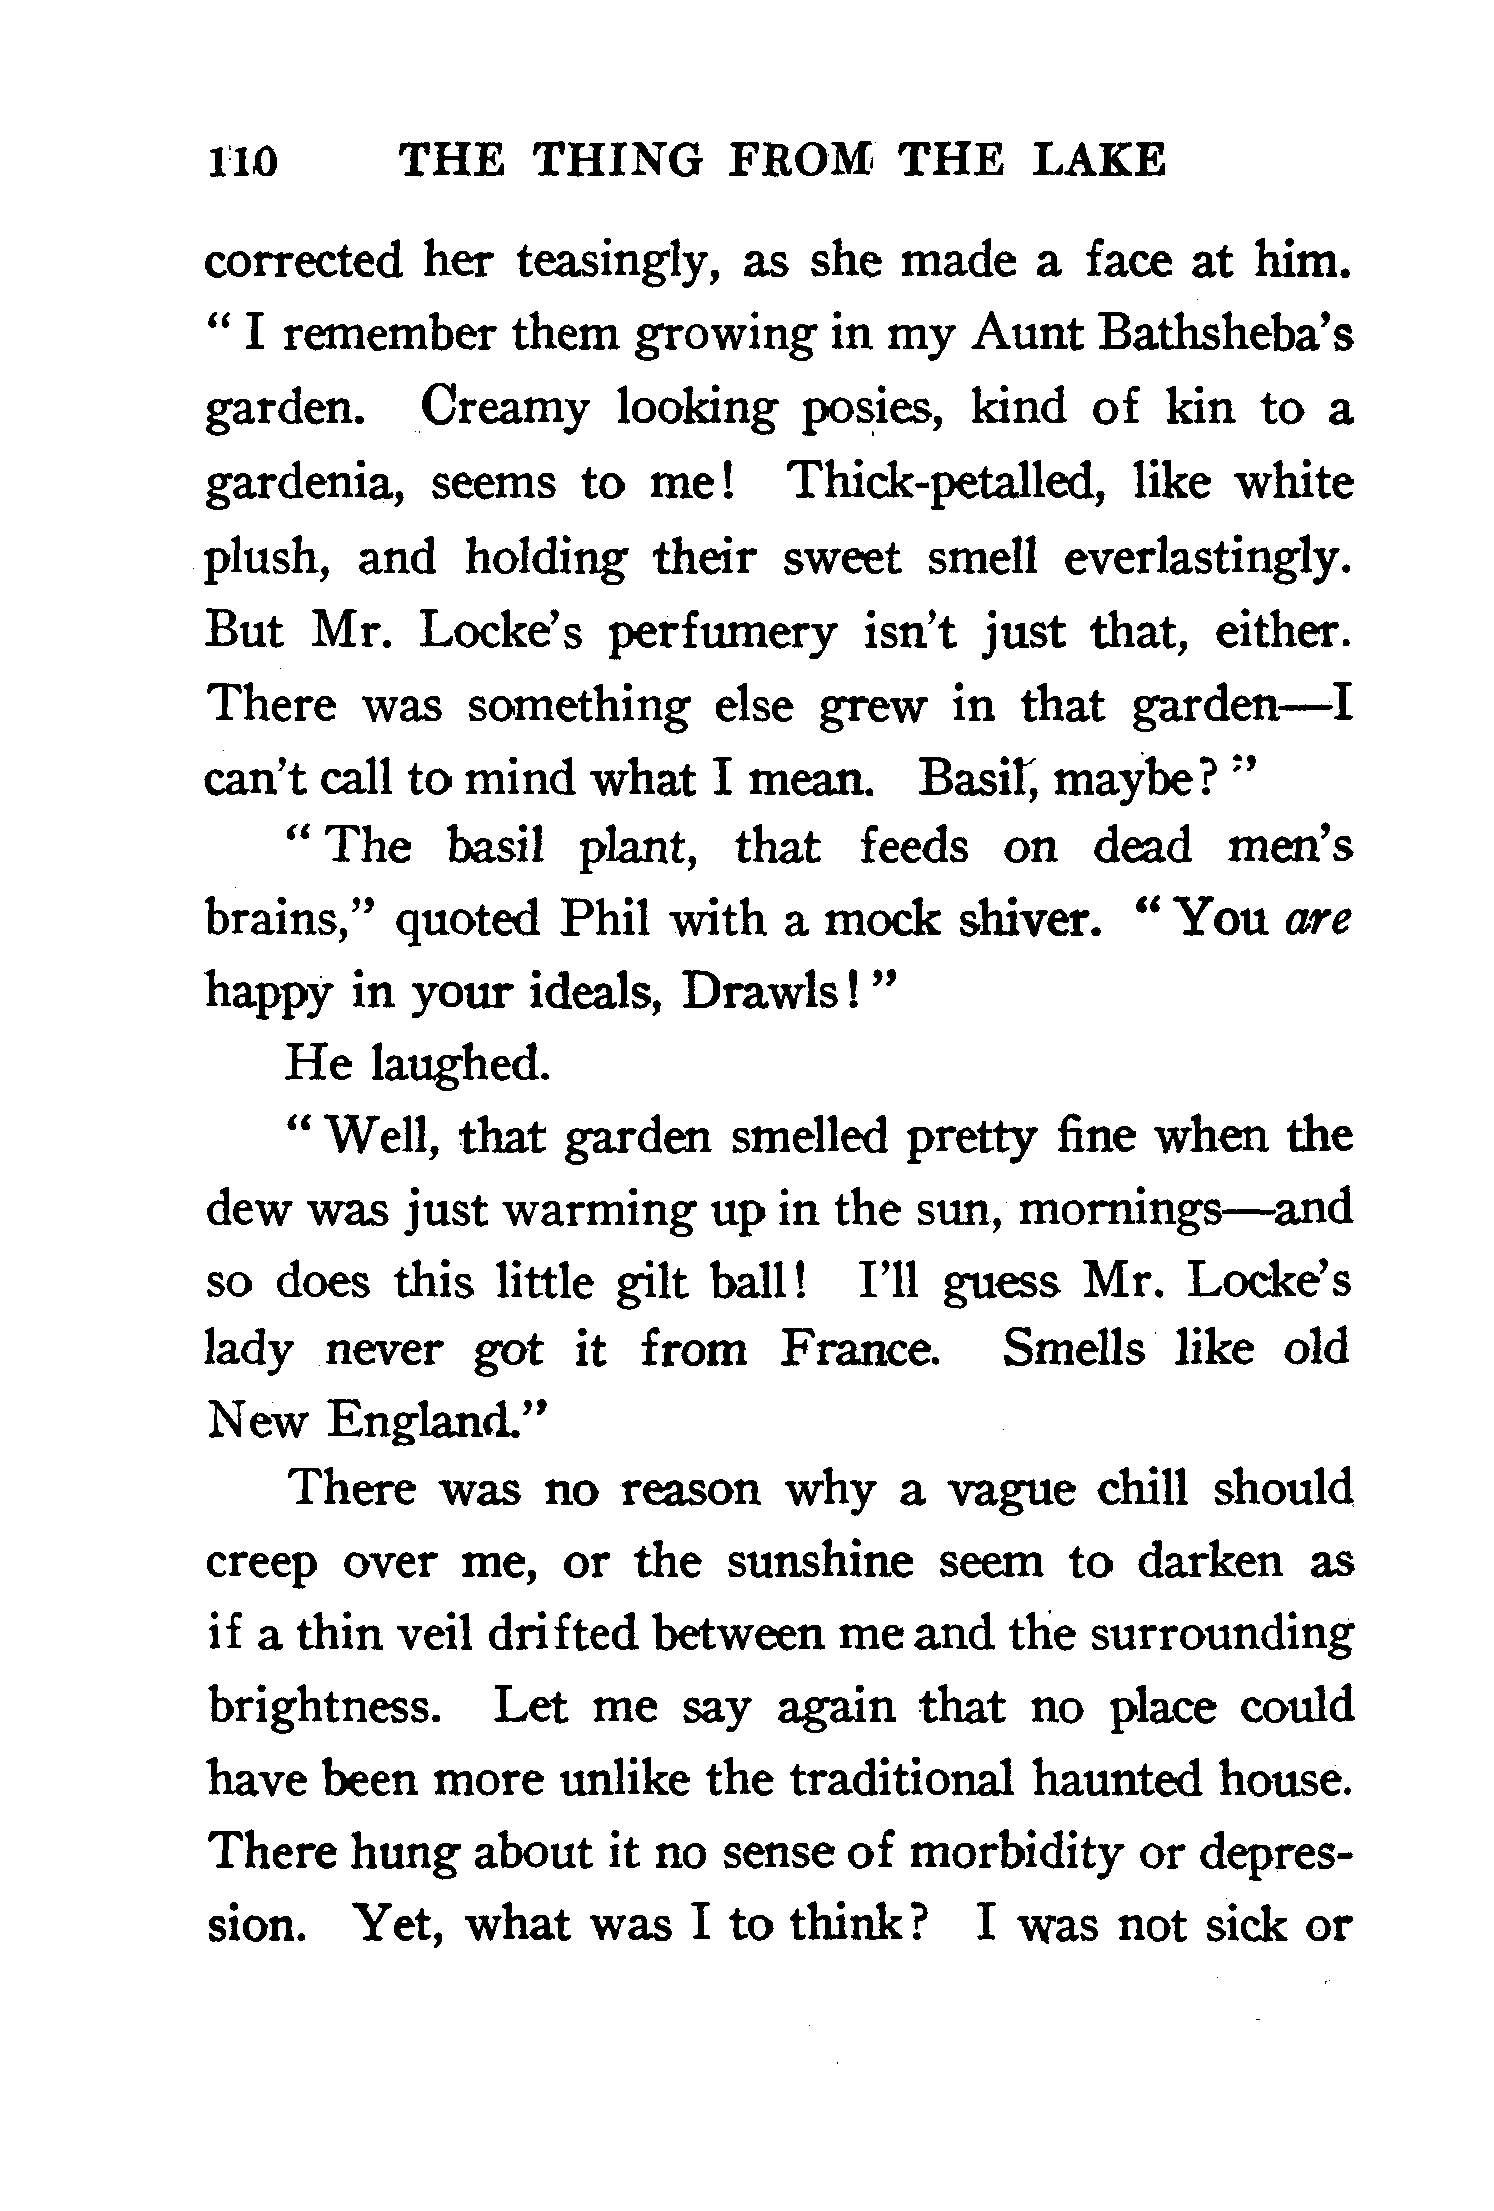 110 THE THING FROM THE LAKE
corrected her teasingly, as she made a face at him.
" I remember them growing in my Aunt Bathsheba's
garden. Creamy looking posies, kind of kin to a
gardenia, seems to me! Thick-petalled, like white
plush, and holding their sweet smell everlastingly.
But Mr. Locke's perfumery isn't just that, either.
There was something else grew in that garden—I
can't call to mind what I mean. Basil, maybe? "
" The basil plant, that feeds on dead men's
brains," quoted Phil with a mock shiver. " You are
happy in your ideals, Drawls! "
He laughed.
" Well, that garden smelled pretty fine when the
dew was just warming up in the sun, mornings—and
so does this little gilt ball! I'll guess Mr. Locke's
lady never got it from France. Smells like old
New England."
There was no reason why a vague chill should
creep over me, or the sunshine seem to darken as
if a thin veil drifted between me and the surrounding
brightness. Let me say again that no place could
have been more unlike the traditional haunted house.
There hung about it no sense of morbidity or depres-
sion. Yet, what was I to think? I was not sick or